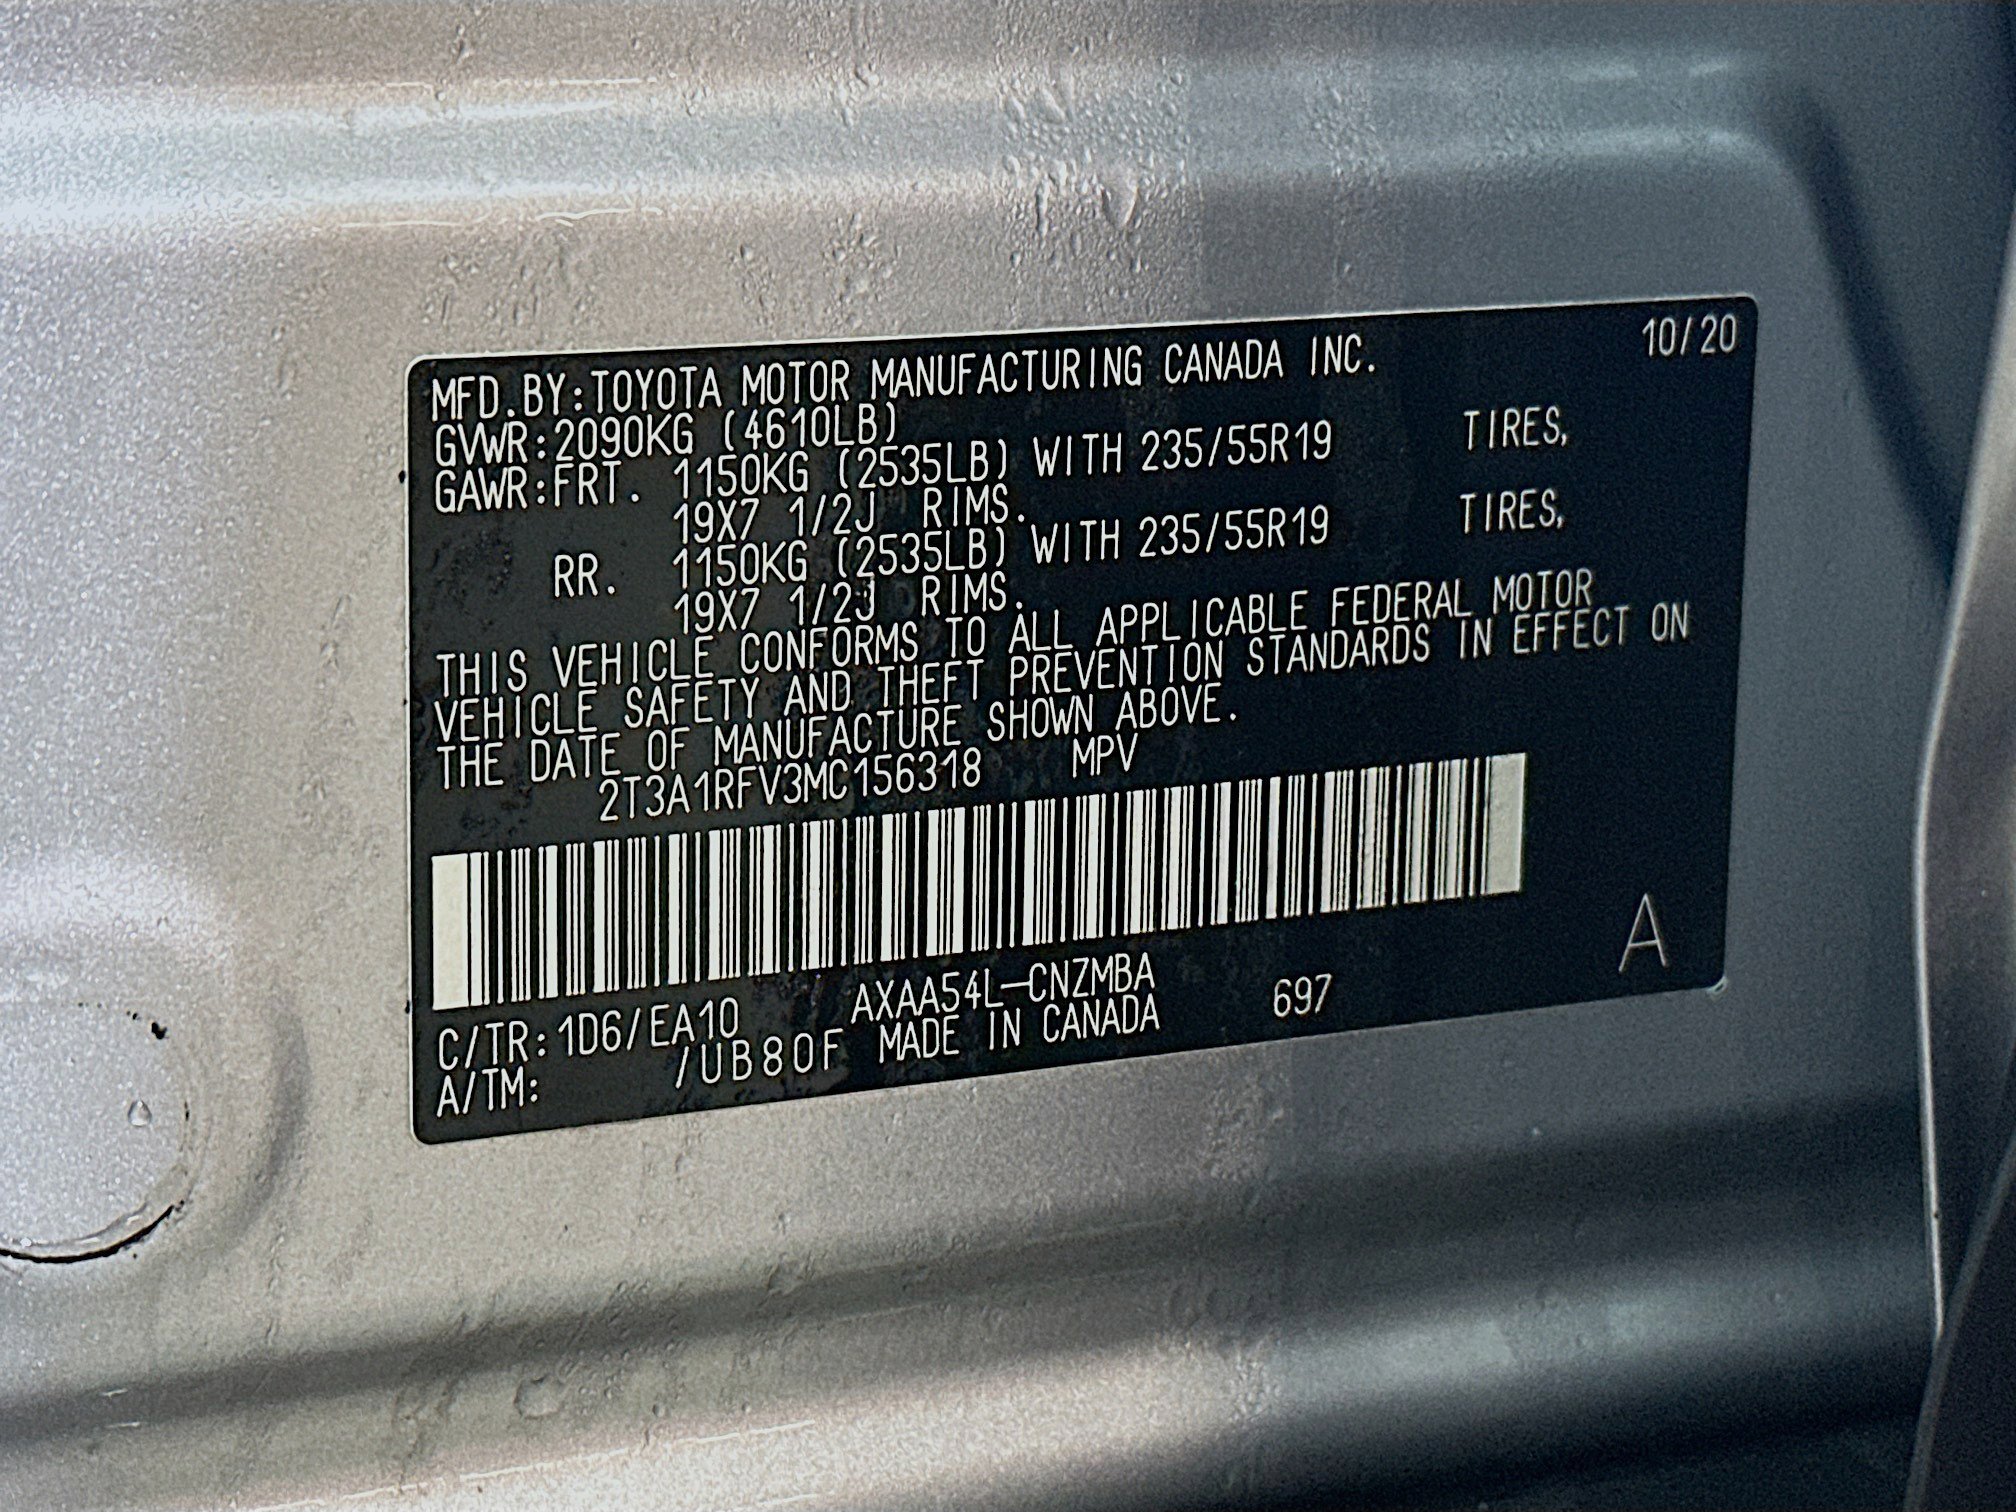 MFD.BY:TOYOTA MOTOR MANUFACTURING CANADA INC. 10/20
GVWR:2090KG (4610LB)
GAWR:FRT. 1150KG (2535LB) WITH 235/55R19 TIRES,
19X7 1/2J RIMS.
RR. 1150KG (2535LB) WITH 235/55R19 TIRES,
19X7 1/2J RIMS.
THIS VEHICLE CONFORMS TO ALL APPLICABLE FEDERAL MOTOR
VEHICLE SAFETY AND THEFT PREVENTION STANDARDS IN EFFECT ON
THE DATE OF MANUFACTURE SHOWN ABOVE.
2T3A1RFV3MC156318 MPV
A
C/TR:1D6/EA10 AXAA54L-CNZMBA 697
A/TM: /UB80F MADE IN CANADA